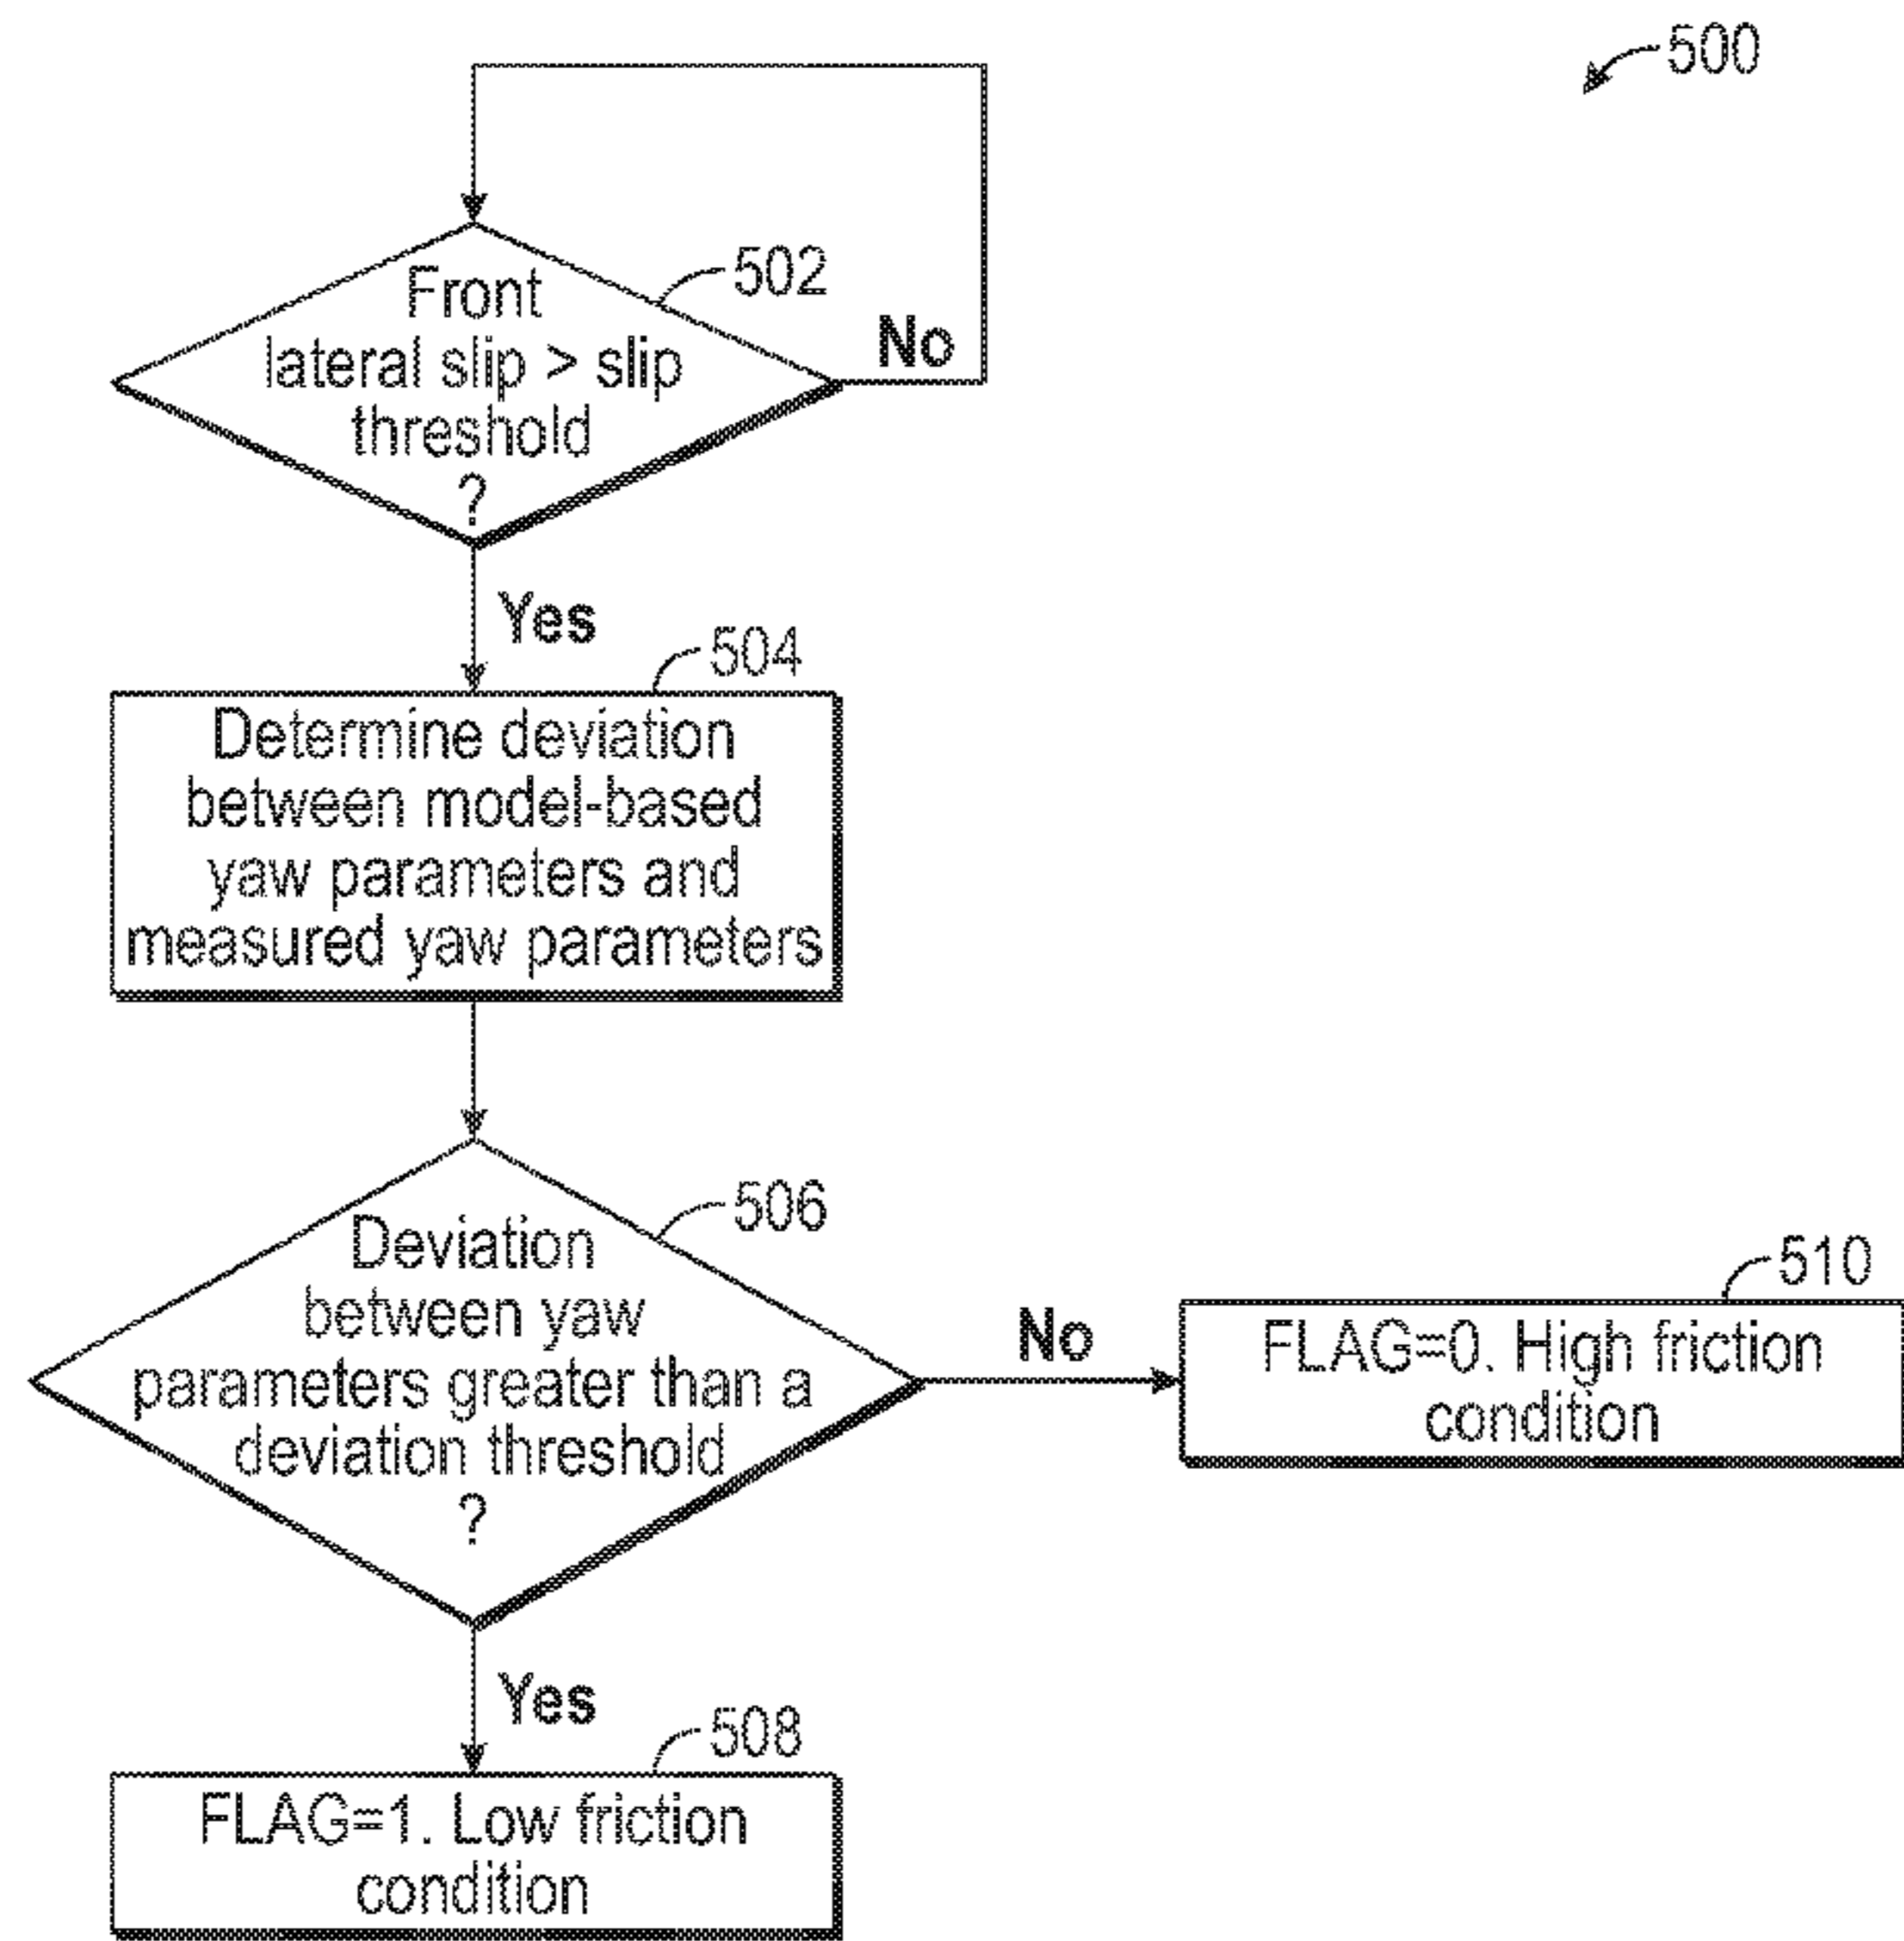 500
502
Front
lateral slip > slip
threshold
?
No
Yes
504
Determine deviation
between model-based
yaw parameters and
measured yaw parameters
506
Deviation
between yaw
parameters greater than a
deviation threshold
?
No
510
FLAG=0. High friction
condition
Yes
508
FLAG=1. Low friction
condition